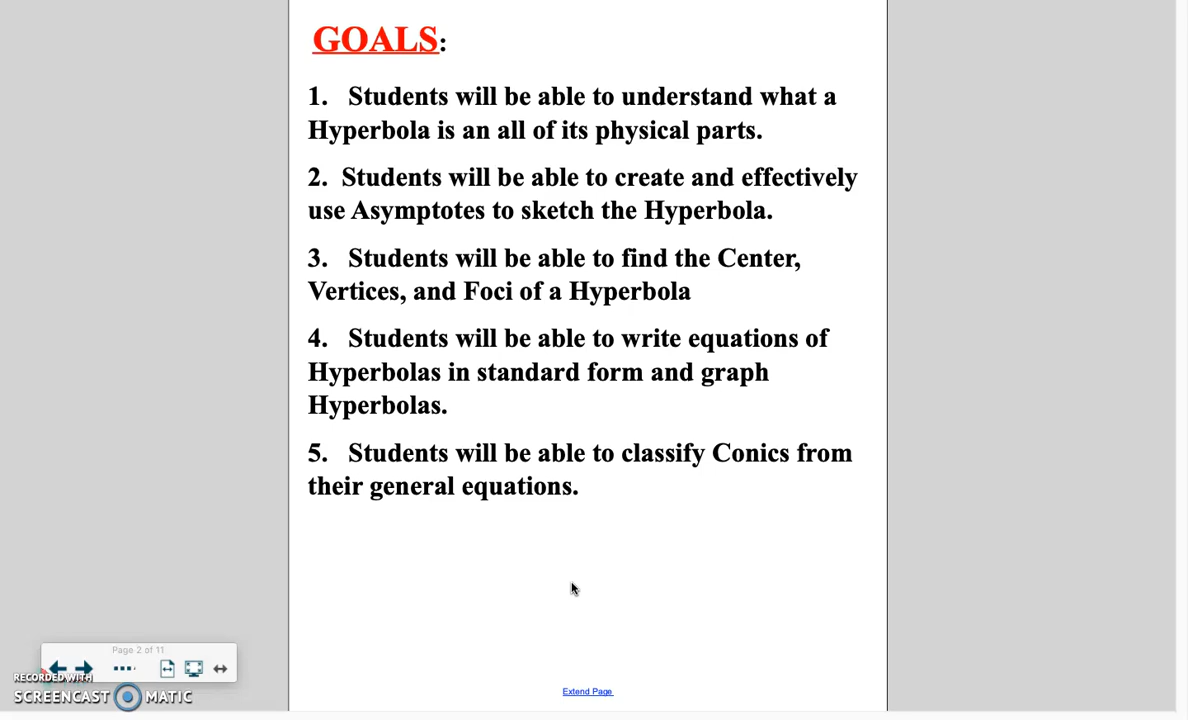 GOALS:
1. Students will be able to understand what a
Hyperbola is an all of its physical parts.
2. Students will be able to create and effectively
use Asymptotes to sketch the Hyperbola.
3. Students will be able to find the Center,
Vertices, and Foci of a Hyperbola
4. Students will be able to write equations of
Hyperbolas in standard form and graph
Hyperbolas.
5. Students will be able to classify Conics from
their general equations.
Page 2 of 11
RECORDED WITH
SCREENCAST MATIC
Extend Page